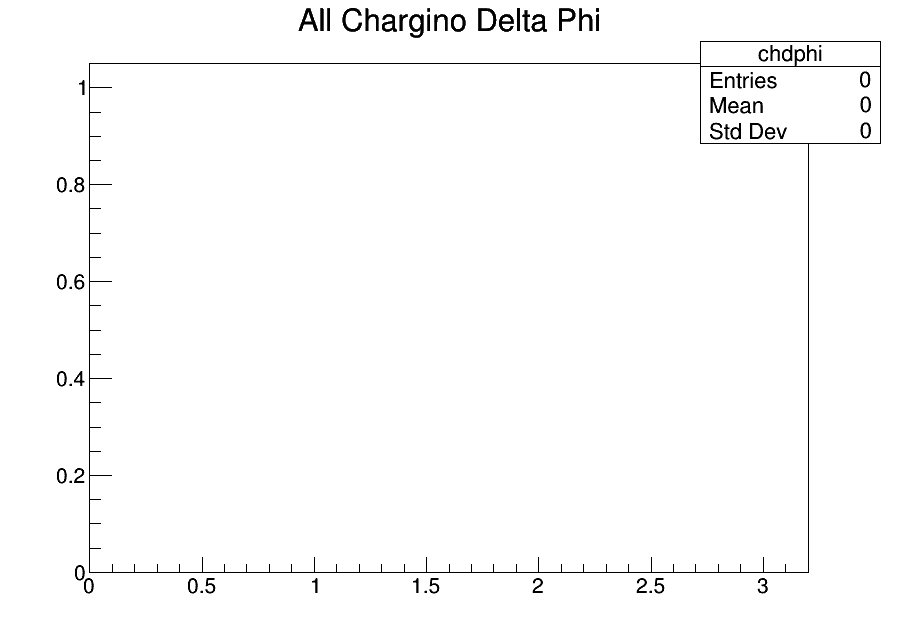 All Chargino Delta Phi
chdphi
Entries 0
Mean 0
Std Dev 0
1
0.8
0.6
0.4
0.2
0
0 0.5 1 1.5 2 2.5 3